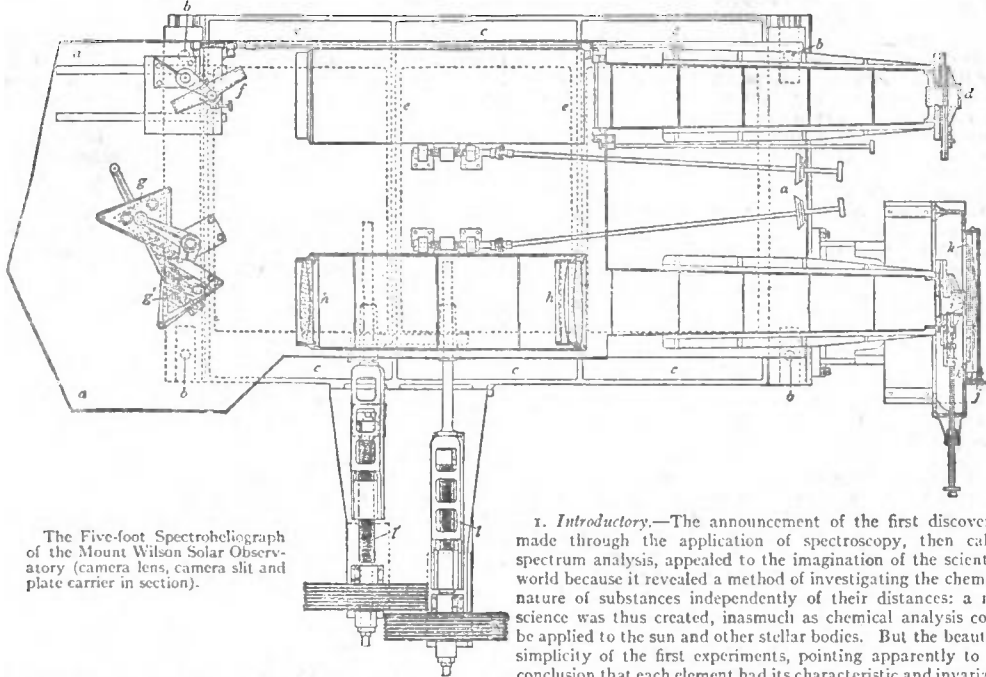 b
c
c
b
a
f
e
e
d
g
a
k
g'
h
h
j
a
b
c
c
c
b
l'
l
The Five-foot Spectroheliograph
of the Mount Wilson Solar Observ-
atory (camera lens, camera slit and
plate carrier in section).
1. Introductory.—The announcement of the first discover
made through the application of spectroscopy, then cal
spectrum analysis, appealed to the imagination of the scient
world because it revealed a method of investigating the chem
nature of substances independently of their distances: a n
science was thus created, inasmuch as chemical analysis co
be applied to the sun and other stellar bodies. But the beaut
simplicity of the first experiments, pointing apparently to
conclusion that each element had its characteristic and invaria